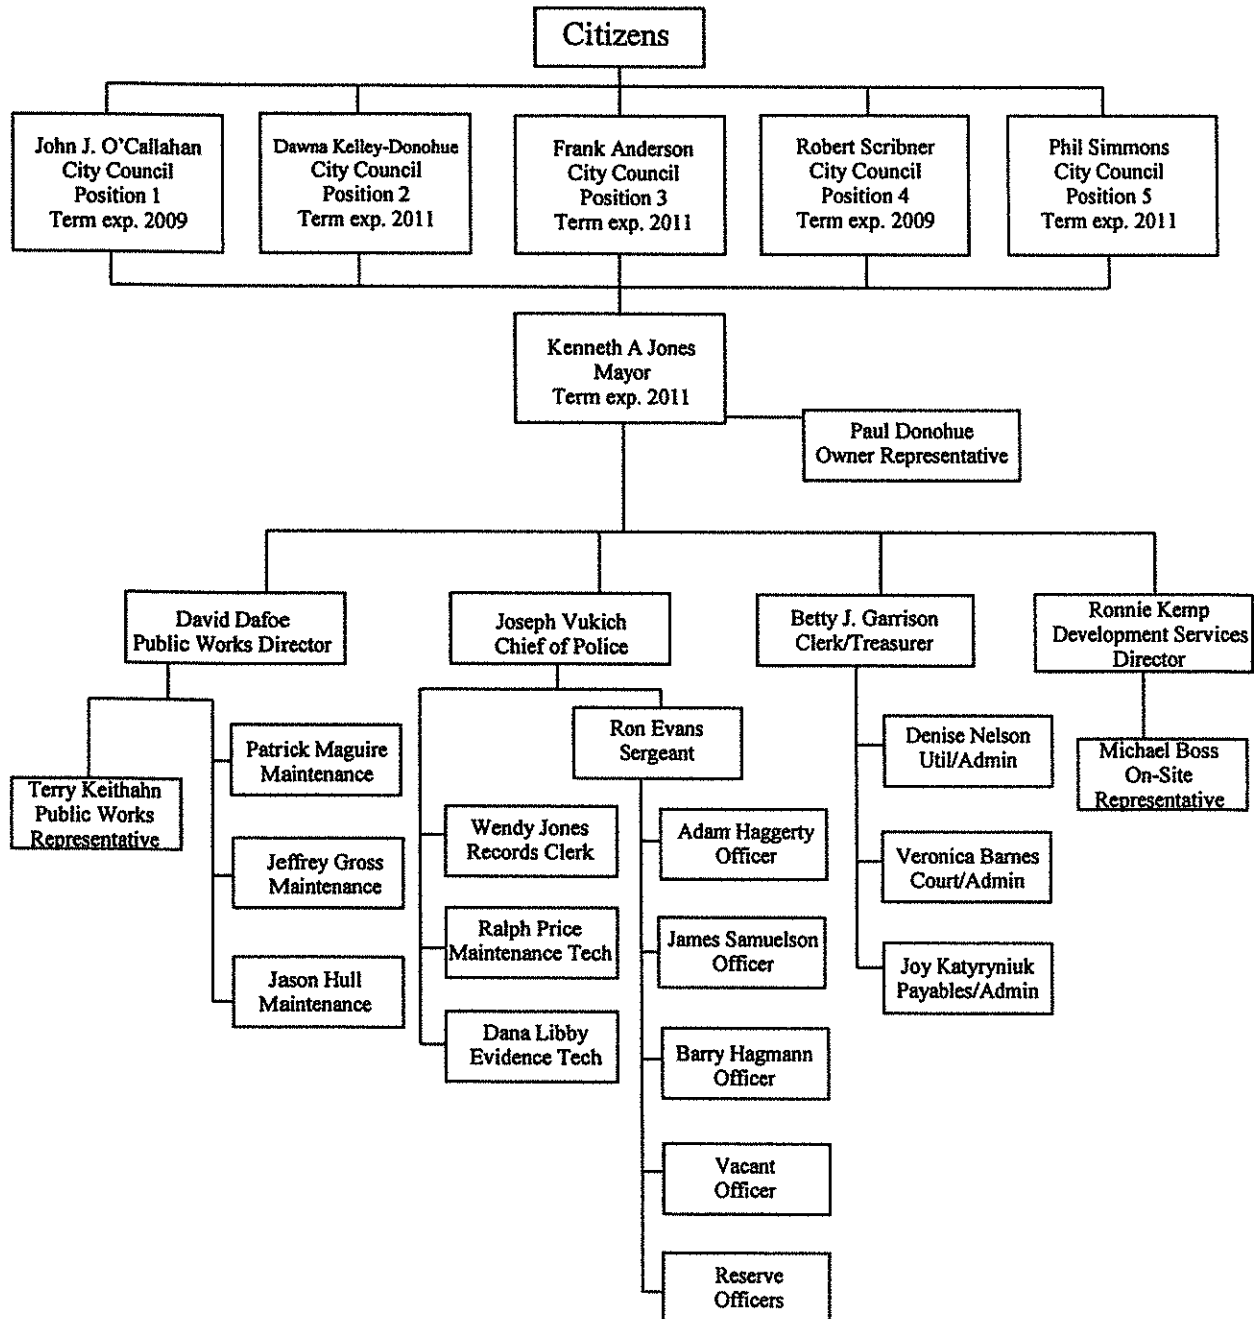 Citizens
John J. O'Callahan
City Council
Position 1
Term exp. 2009
Dawna Kelley-Donohue
City Council
Position 2
Term exp. 2011
Frank Anderson
City Council
Position 3
Term exp. 2011
Robert Scribner
City Council
Position 4
Term exp. 2009
Phil Simmons
City Council
Position 5
Term exp. 2011
Kenneth A Jones
Mayor
Term exp. 2011
Paul Donohue
Owner Representative
David Dafoe
Public Works Director
Joseph Vukich
Chief of Police
Betty J. Garrison
Clerk/Treasurer
Ronnie Kemp
Development Services
Director
Terry Keithahn
Public Works
Representative
Patrick Maguire
Maintenance
Jeffrey Gross
Maintenance
Jason Hull
Maintenance
Wendy Jones
Records Clerk
Ralph Price
Maintenance Tech
Dana Libby
Evidence Tech
Ron Evans
Sergeant
Adam Haggerty
Officer
James Samuelson
Officer
Barry Hagmann
Officer
Vacant
Officer
Reserve
Officers
Denise Nelson
Util/Admin
Veronica Barnes
Court/Admin
Joy Katyryniuk
Payables/Admin
Michael Boss
On-Site
Representative